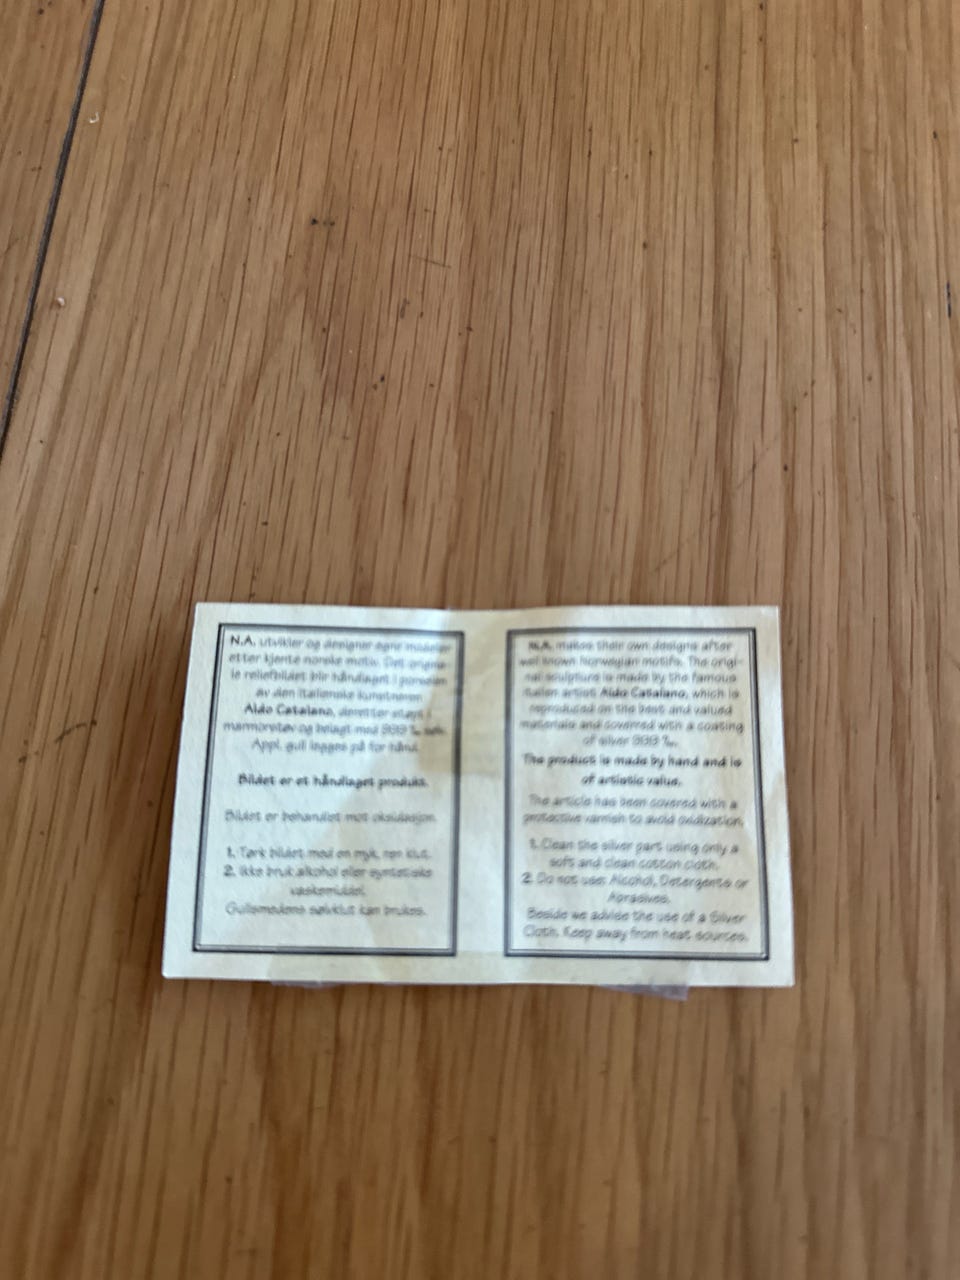 N.A. utvikler og designer egne modeller
etter kjente norske motiv. Det origina-
le reliefbildet blir håndlaget i porselen
av den italienske kunstneren
Aldo Catalano, deretter støpt i
marmorstøv og belagt med 999 ‰ sølv.
Appl. gull legges på for hånd.
Bildet er et håndlaget produkt.
Bildet er behandlet mot oksidasjon.
1. Tørk bildet med en myk, ren klut.
2. Ikke bruk alkohol eller syntetiske
vaskemiddel.
Gullsmedens sølvklut kan brukes.
N.A. makes their own designs after
well known Norwegian motifs. The origi-
nal sculpture is made by the famous
Italian artist Aldo Catalano, which is
reproduced on the best and valued
materials and coverred with a coating
of silver 999 ‰.
The product is made by hand and is
of artistic value.
The article has been covered with a
protective varnish to avoid oxidization.
1. Clean the silver part using only a
soft and clean cotton cloth.
2. Do not use: Alcohol, Detergents or
Abrasives.
Beside we advise the use of a Silver
Cloth. Keep away from heat sources.